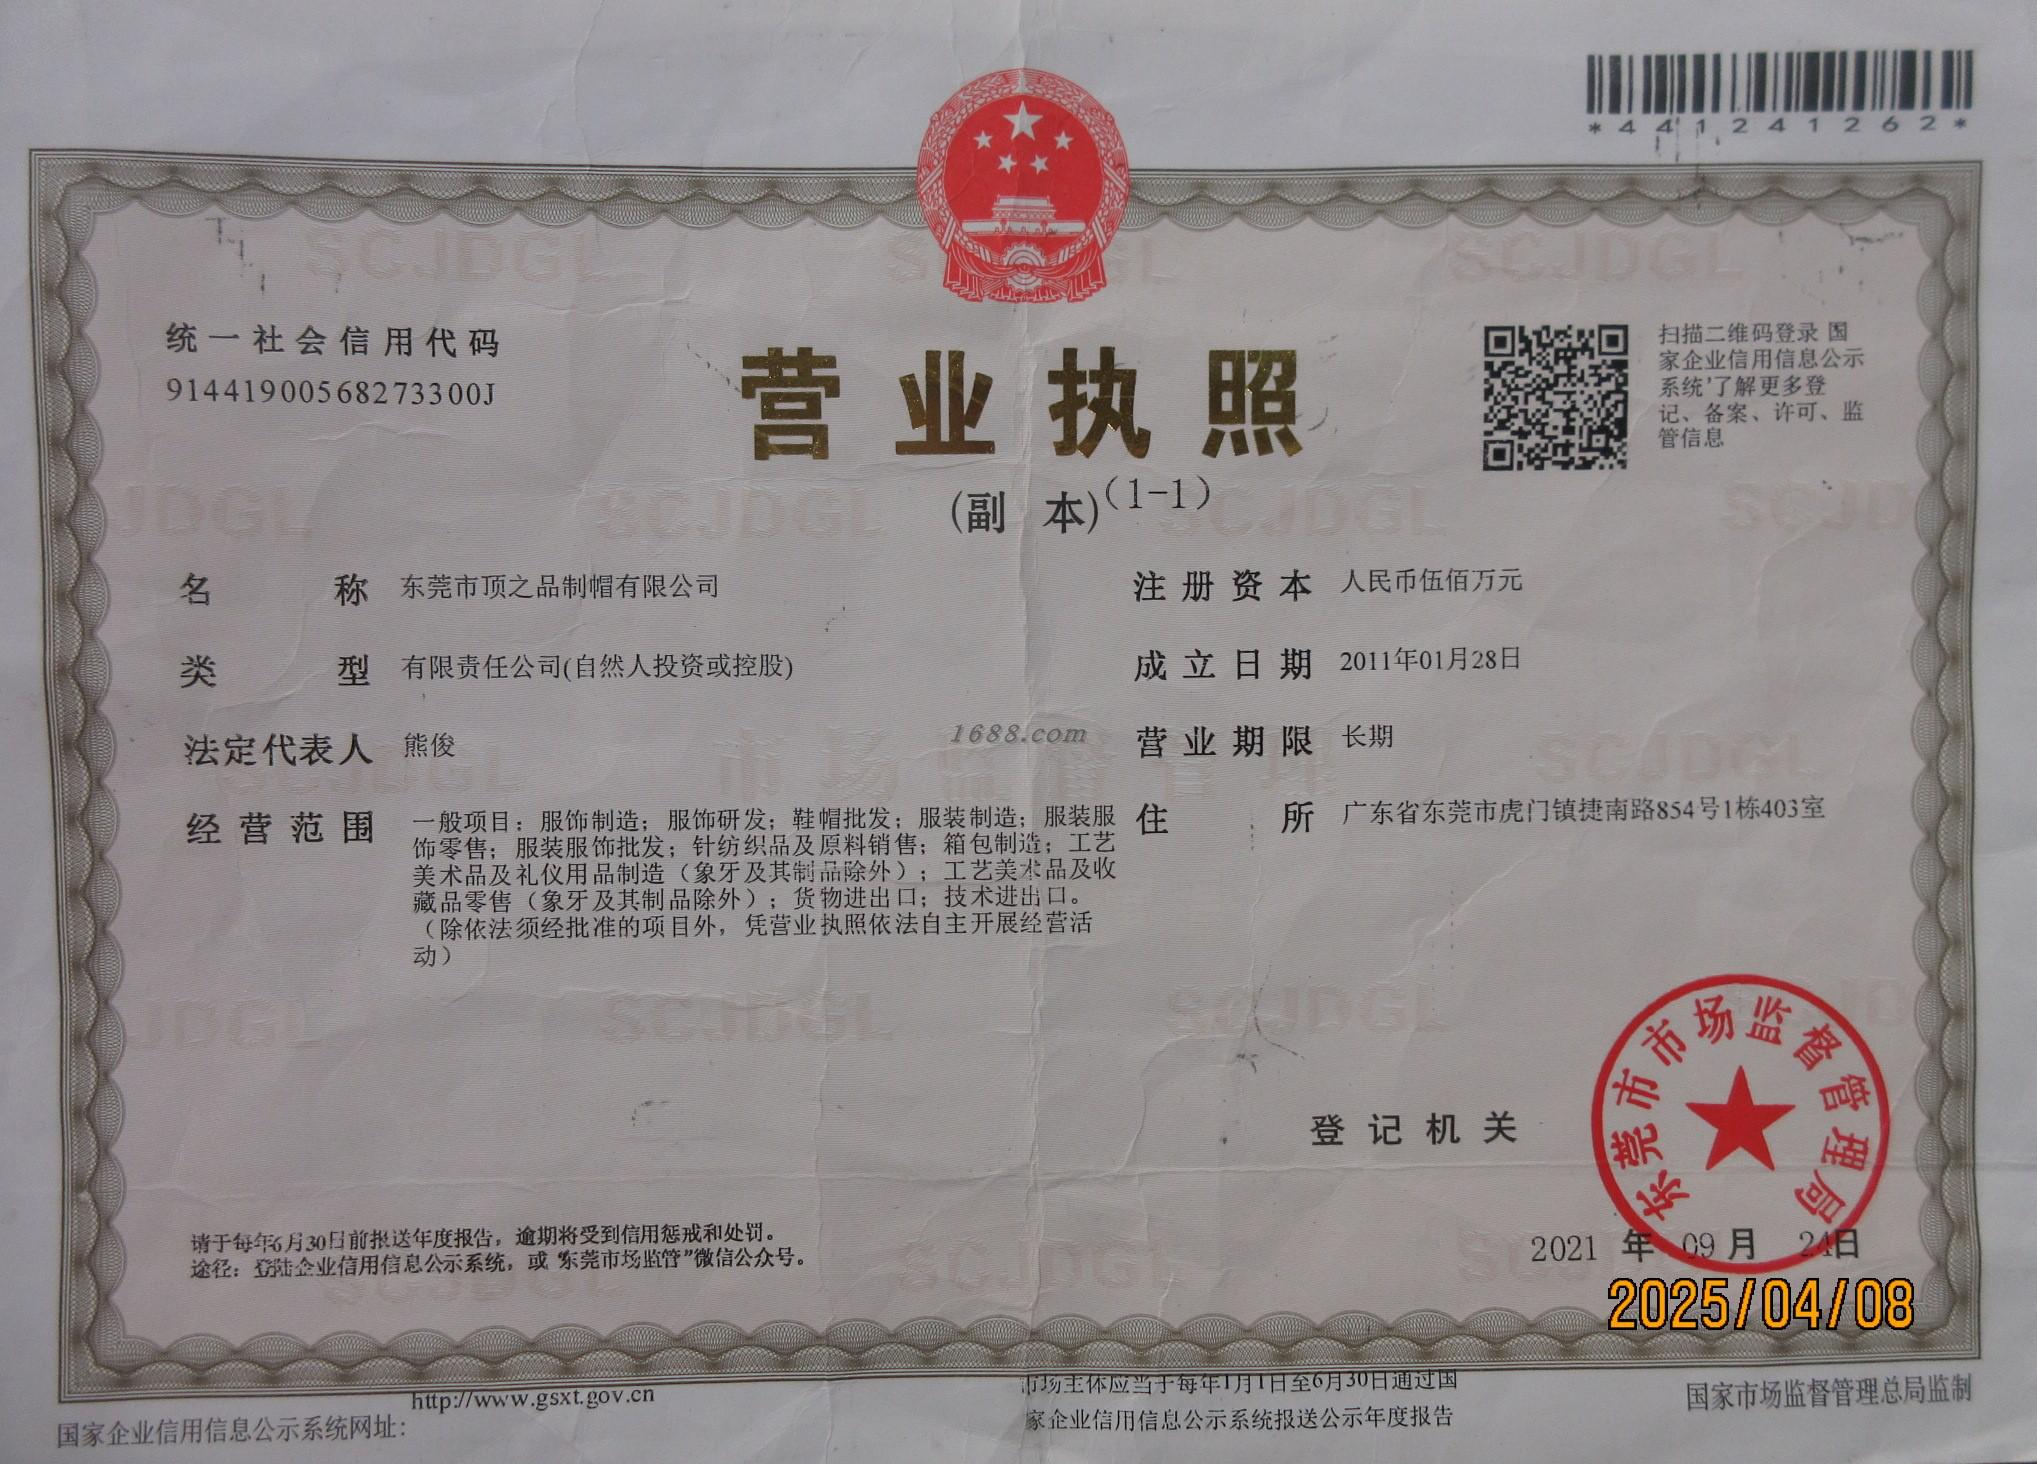 *441241262*
统一社会信用代码
91441900568273300J
营业执照
(副 本)(1-1)
扫描二维码登录 国
家企业信用信息公示
系统'了解更多登
记、备案、许可、监
管信息
名 称 东莞市顶之品制帽有限公司
类 型 有限责任公司(自然人投资或控股)
法定代表人 熊俊
经营范围 一般项目：服饰制造；服饰研发；鞋帽批发；服装制造；服装服
饰零售；服装服饰批发；针纺织品及原料销售；箱包制造；工艺
美术品及礼仪用品制造（象牙及其制品除外）；工艺美术品及收
藏品零售（象牙及其制品除外）；货物进出口；技术进出口。
（除依法须经批准的项目外，凭营业执照依法自主开展经营活
动）
注册资本 人民币伍佰万元
成立日期 2011年01月28日
营业期限 长期
住 所 广东省东莞市虎门镇捷南路854号1栋403室
1688.com
登记机关
东莞市市场监督管理局
2021 年 09 月 24日
2025/04/08
请于每年6月30日前报送年度报告，逾期将受到信用惩戒和处罚。
途径：登陆企业信用信息公示系统，或“东莞市场监管”微信公众号。
国家企业信用信息公示系统网址：
http://www.gsxt.gov.cn
市场主体应当于每年1月1日至6月30日通过国
家企业信用信息公示系统报送公示年度报告
国家市场监督管理总局监制